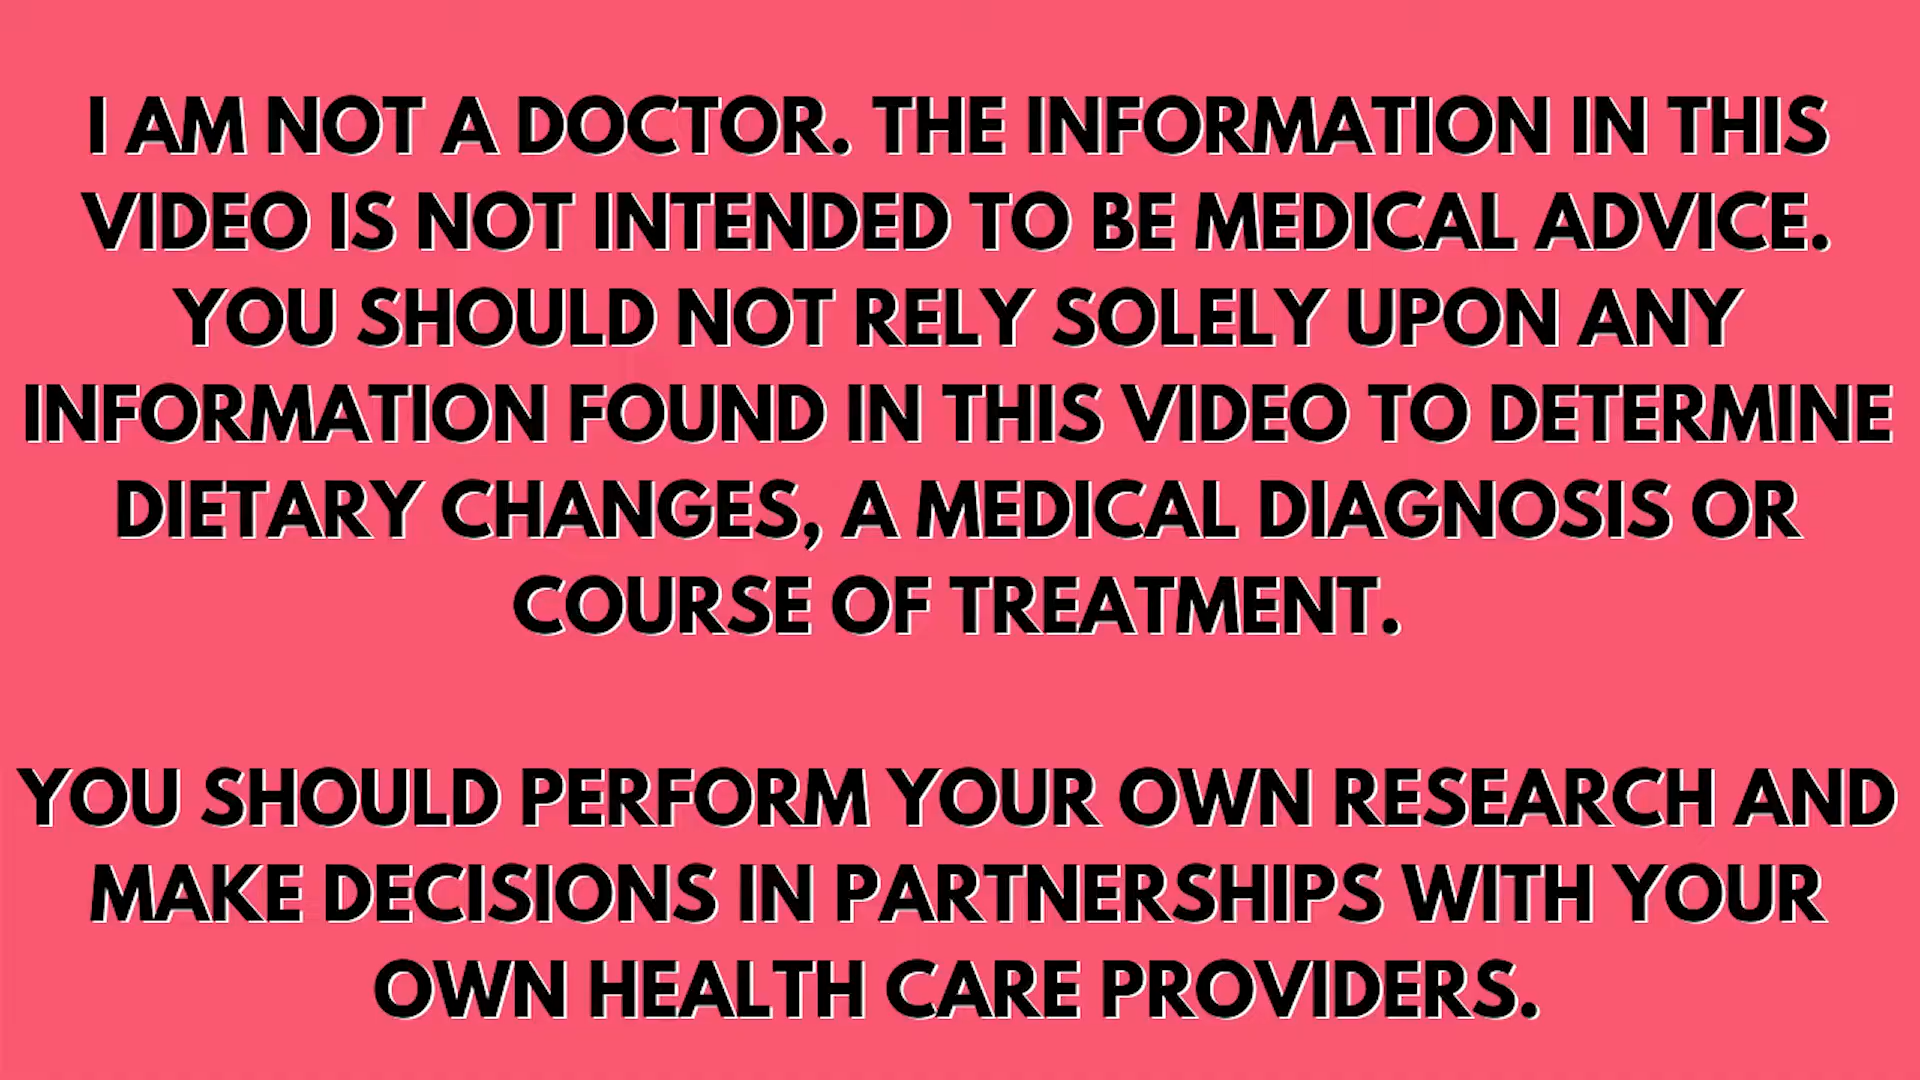 I AM NOT A DOCTOR. THE INFORMATION IN THIS
VIDEO IS NOT INTENDED TO BE MEDICAL ADVICE.
YOU SHOULD NOT RELY SOLELY UPON ANY
INFORMATION FOUND IN THIS VIDEO TO DETERMINE
DIETARY CHANGES, A MEDICAL DIAGNOSIS OR
COURSE OF TREATMENT.
YOU SHOULD PERFORM YOUR OWN RESEARCH AND
MAKE DECISIONS IN PARTNERSHIPS WITH YOUR
OWN HEALTH CARE PROVIDERS.